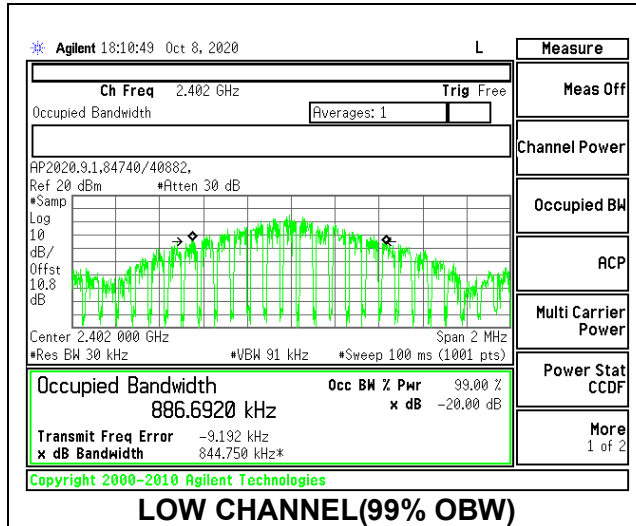 Agilent 18:10:49 Oct 8, 2020 L
Measure
Ch Freq 2.402 GHz Trig Free
Occupied Bandwidth Averages: 1
AP2020.9.1,84740/40882,
Ref 20 dBm #Atten 30 dB
#Samp
Log
10
dB/
Offst
10.8
dB
Center 2.402 000 GHz Span 2 MHz
#Res BW 30 kHz #VBW 91 kHz #Sweep 100 ms (1001 pts)
Occupied Bandwidth Occ BW % Pwr 99.00 %
886.6920 kHz x dB -20.00 dB
Transmit Freq Error -9.192 kHz
x dB Bandwidth 844.750 kHz*
Copyright 2000-2010 Agilent Technologies
Meas Off
Channel Power
Occupied BW
ACP
Multi Carrier
Power
Power Stat
CCDF
More
1 of 2
LOW CHANNEL(99% OBW)